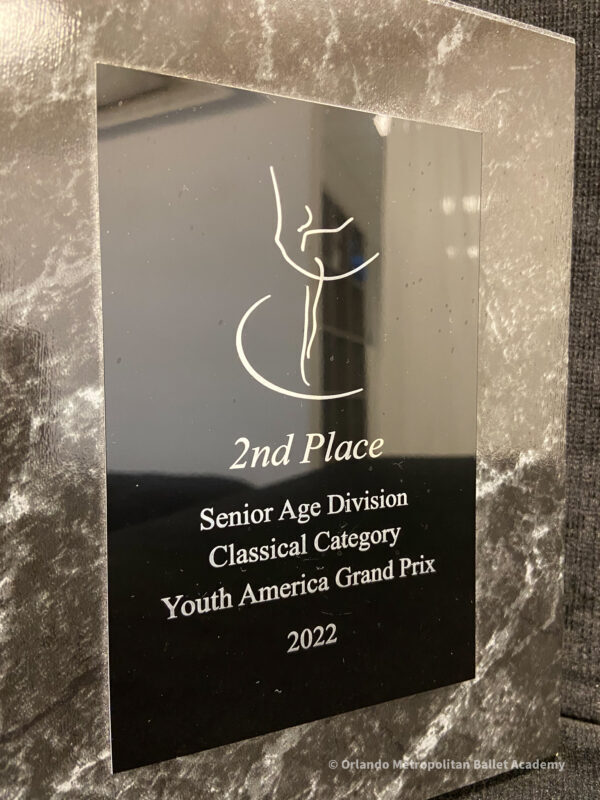 2nd Place
Senior Age Division
Classical Category
Youth America Grand Prix
2022
© Orlando Metropolitan Ballet Academy